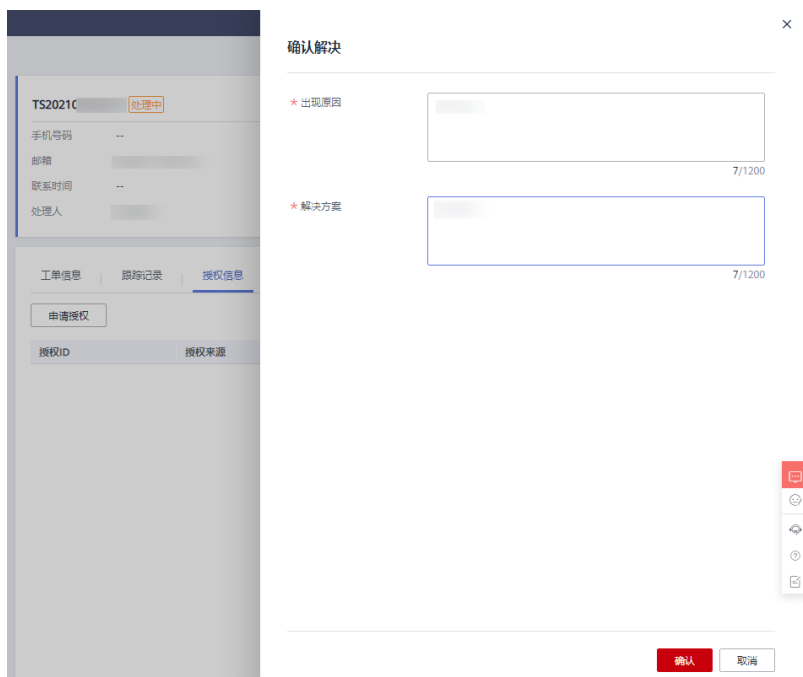 确认解决
TS20210
处理中
手机号码 --
邮箱
联系时间 --
处理人
工单信息 跟踪记录 授权信息
申请授权
授权ID 授权来源
* 出现原因
7/1200
* 解决方案
7/1200
确认 取消